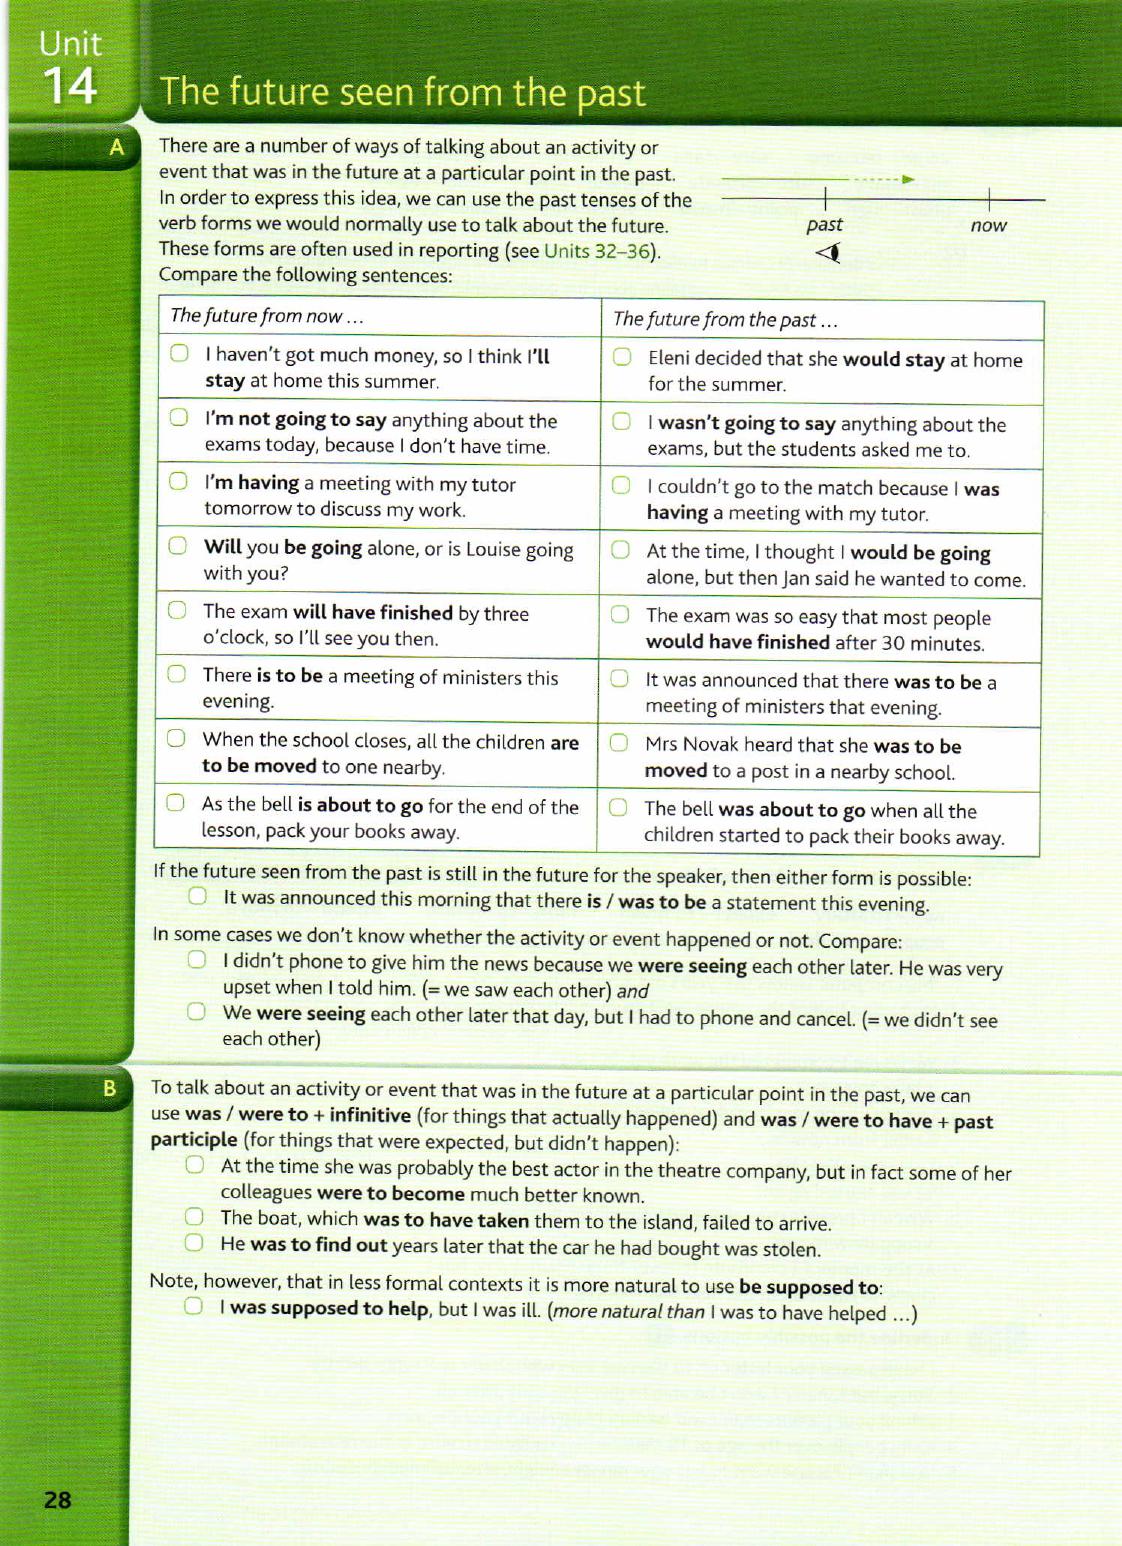 Unit
14
The future seen from the past
A
There are a number of ways of talking about an activity or
event that was in the future at a particular point in the past.
In order to express this idea, we can use the past tenses of the
verb forms we would normally use to talk about the future.
These forms are often used in reporting (see Units 32–36).
Compare the following sentences:
past
now
The future from now ...
The future from the past ...
I haven't got much money, so I think I'll
stay at home this summer.
Eleni decided that she would stay at home
for the summer.
I'm not going to say anything about the
exams today, because I don't have time.
I wasn't going to say anything about the
exams, but the students asked me to.
I'm having a meeting with my tutor
tomorrow to discuss my work.
I couldn't go to the match because I was
having a meeting with my tutor.
Will you be going alone, or is Louise going
with you?
At the time, I thought I would be going
alone, but then Jan said he wanted to come.
The exam will have finished by three
o'clock, so I'll see you then.
The exam was so easy that most people
would have finished after 30 minutes.
There is to be a meeting of ministers this
evening.
It was announced that there was to be a
meeting of ministers that evening.
When the school closes, all the children are
to be moved to one nearby.
Mrs Novak heard that she was to be
moved to a post in a nearby school.
As the bell is about to go for the end of the
lesson, pack your books away.
The bell was about to go when all the
children started to pack their books away.
If the future seen from the past is still in the future for the speaker, then either form is possible:
It was announced this morning that there is / was to be a statement this evening.
In some cases we don't know whether the activity or event happened or not. Compare:
I didn't phone to give him the news because we were seeing each other later. He was very
upset when I told him. (= we saw each other) and
We were seeing each other later that day, but I had to phone and cancel. (= we didn't see
each other)
B
To talk about an activity or event that was in the future at a particular point in the past, we can
use was / were to + infinitive (for things that actually happened) and was / were to have + past
participle (for things that were expected, but didn't happen):
At the time she was probably the best actor in the theatre company, but in fact some of her
colleagues were to become much better known.
The boat, which was to have taken them to the island, failed to arrive.
He was to find out years later that the car he had bought was stolen.
Note, however, that in less formal contexts it is more natural to use be supposed to:
I was supposed to help, but I was ill. (more natural than I was to have helped ...)
28